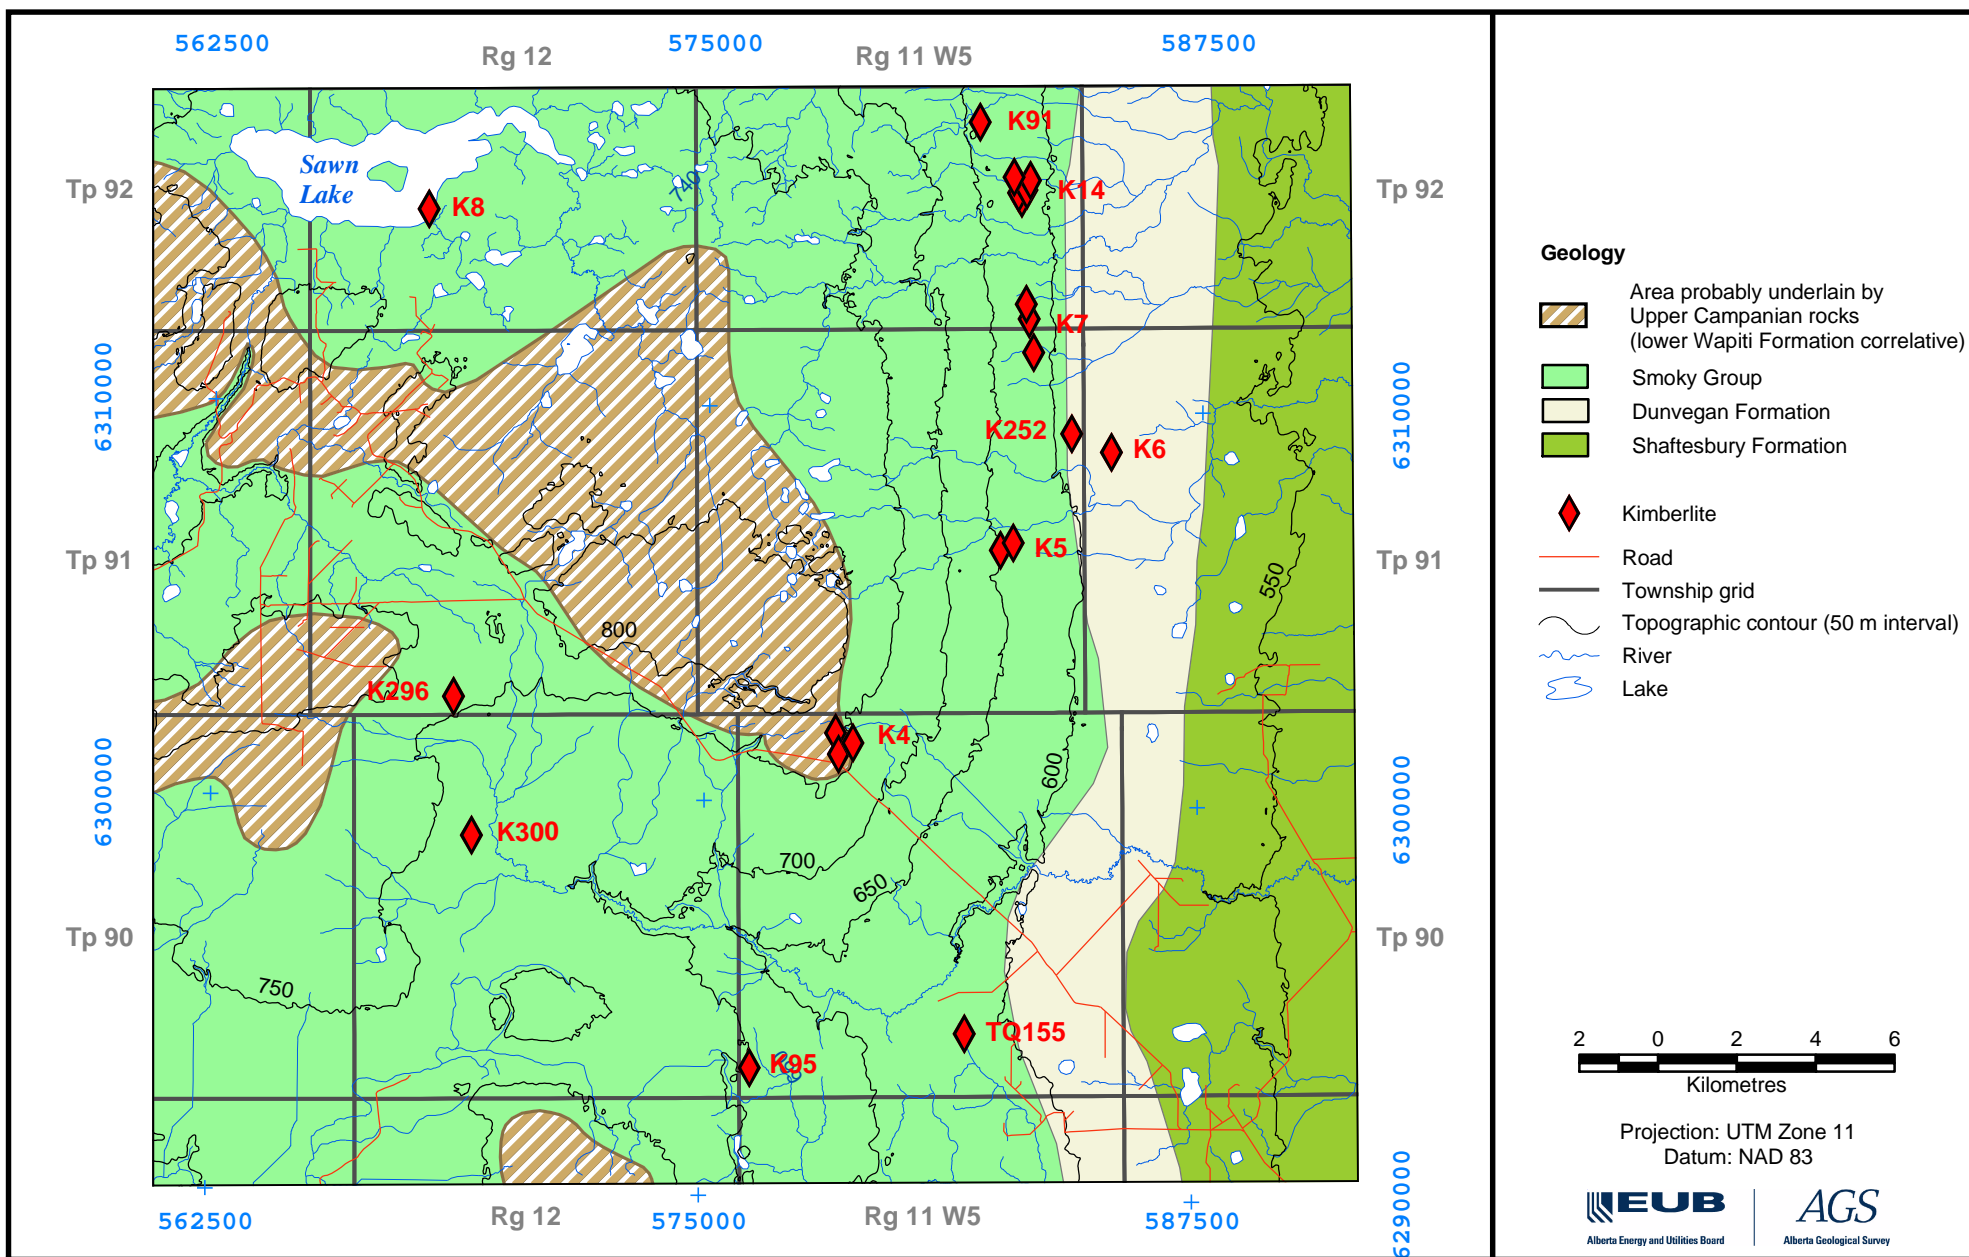 562500
575000
587500
Rg 12
Rg 11 W5
Tp 92
Tp 92
Sawn
Lake
K8
K91
K14
740
K7
6310000
6310000
K252
K6
Tp 91
Tp 91
K5
550
800
K296
K4
6300000
6300000
600
K300
700
650
Tp 90
Tp 90
750
TQ155
K95
562500
575000
587500
6290000
Rg 12
Rg 11 W5
Geology
Area probably underlain by
Upper Campanian rocks
(lower Wapiti Formation correlative)
Smoky Group
Dunvegan Formation
Shaftesbury Formation
Kimberlite
Road
Township grid
Topographic contour (50 m interval)
River
Lake
2 0 2 4 6
Kilometres
Projection: UTM Zone 11
Datum: NAD 83
EUB
Alberta Energy and Utilities Board
AGS
Alberta Geological Survey